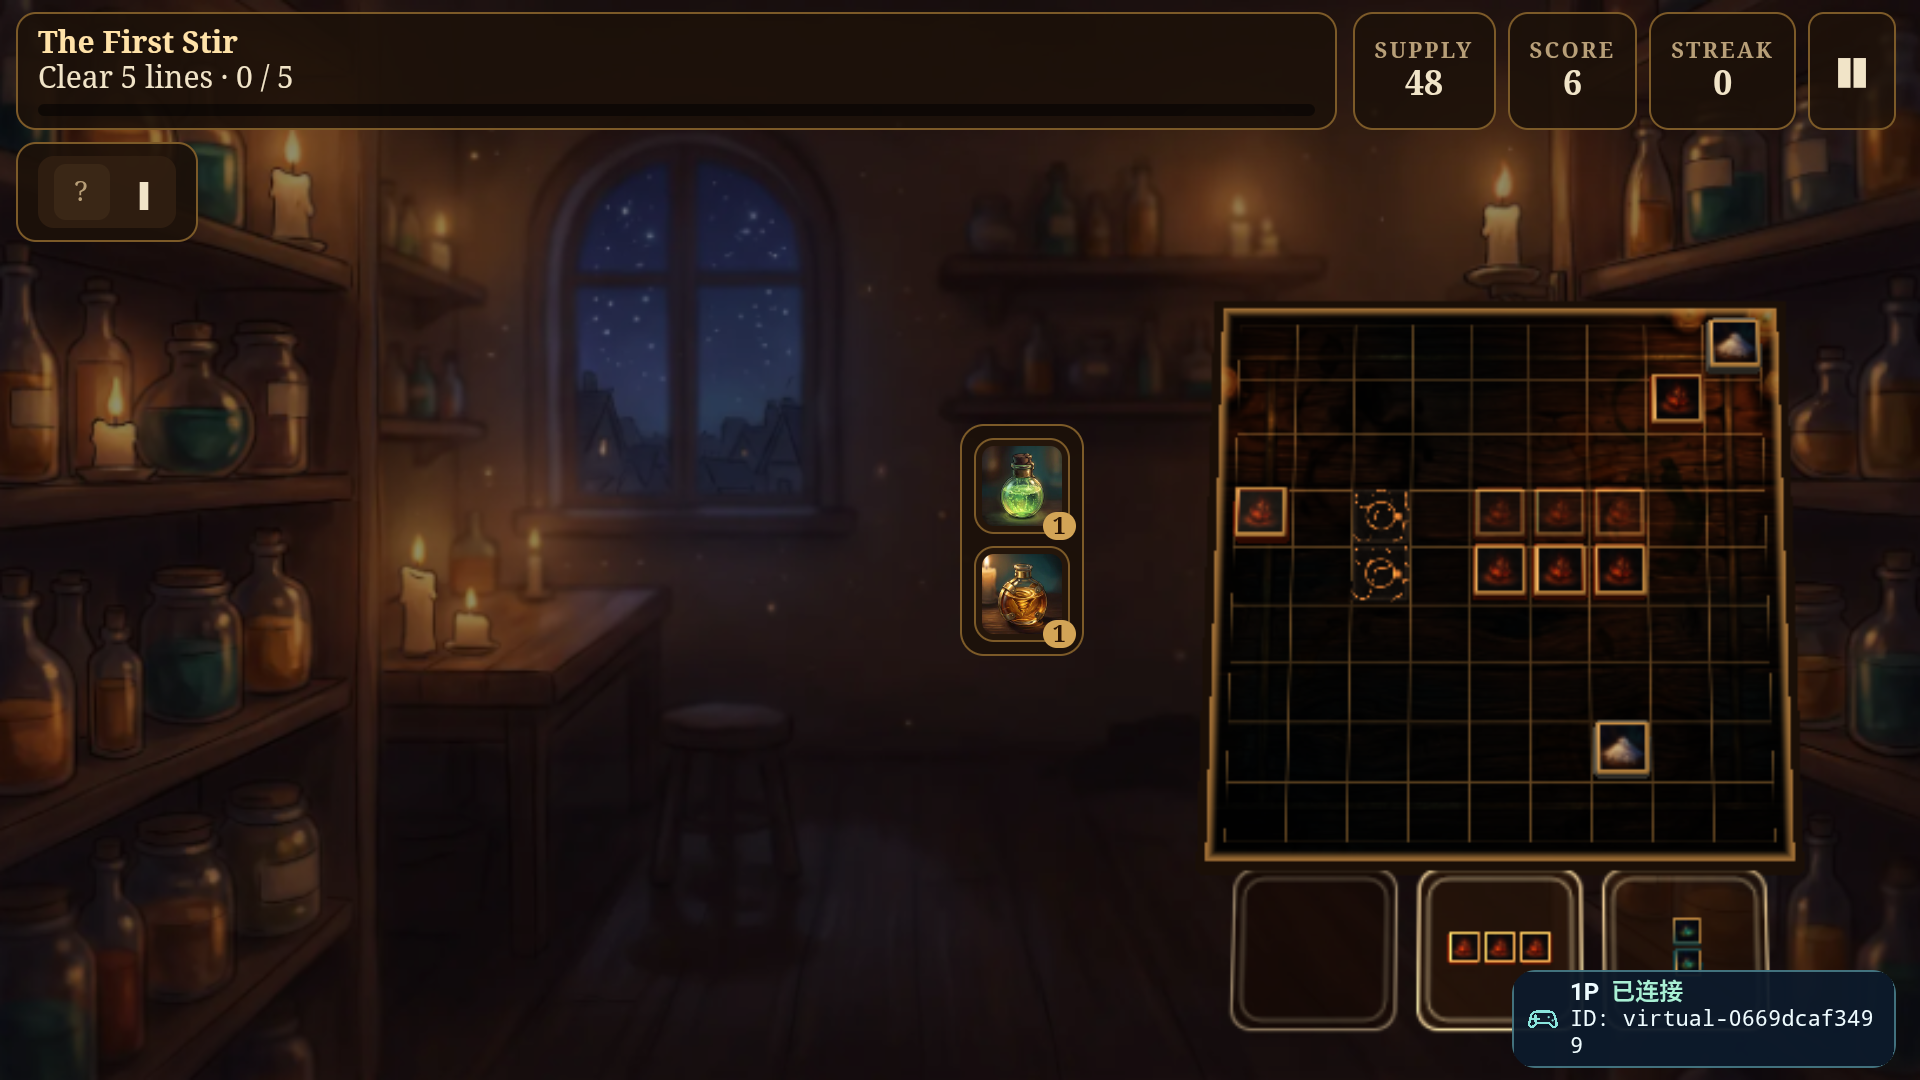 The First Stir
Clear 5 lines · 0 / 5
SUPPLY
48
SCORE
6
STREAK
0
?
1
1
1P 已连接
ID: virtual-0669dcaf349
9